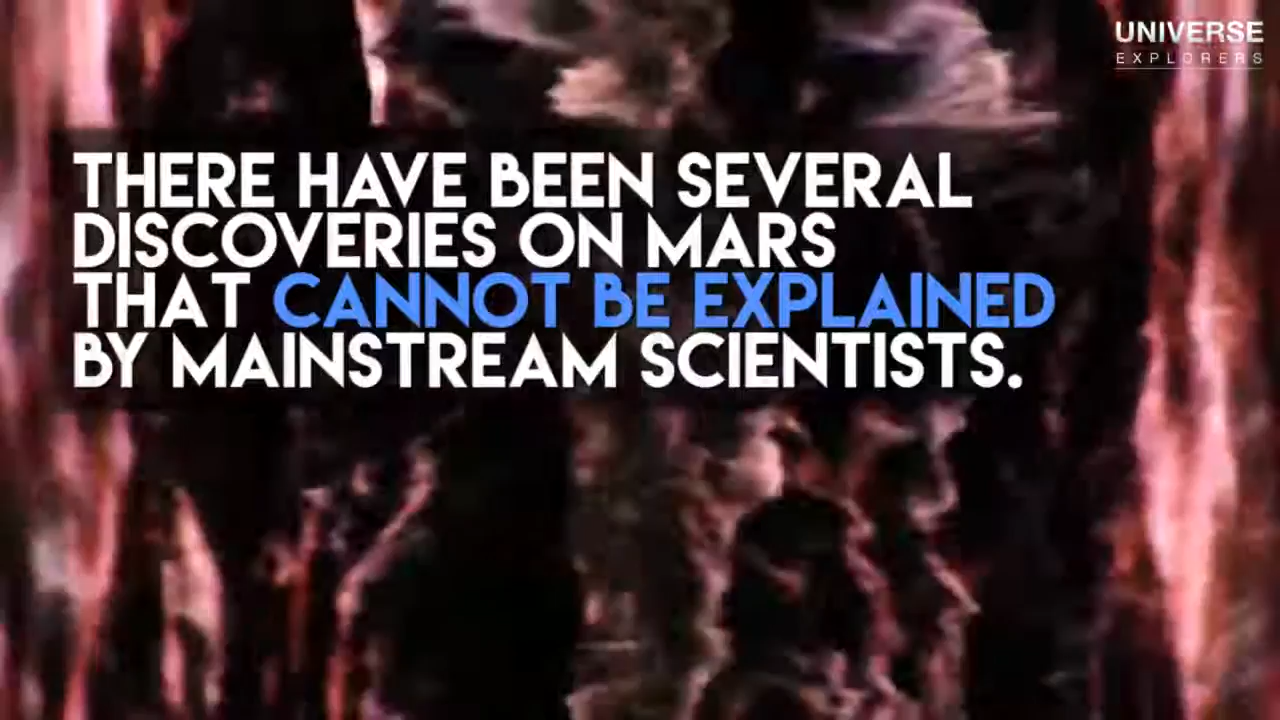 UNIVERSE
EXPLORERS
THERE HAVE BEEN SEVERAL
DISCOVERIES ON MARS
THAT CANNOT BE EXPLAINED
BY MAINSTREAM SCIENTISTS.